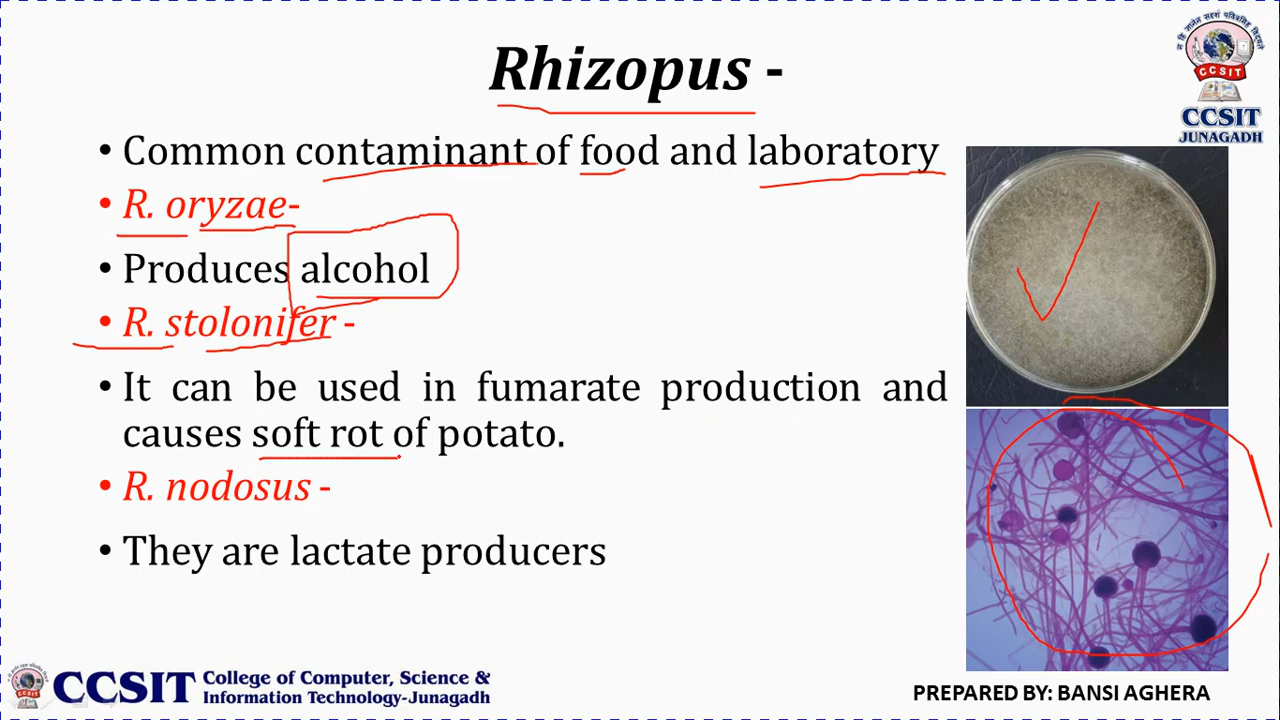 Rhizopus -
CCSIT
CCSIT
JUNAGADH
• Common contaminant of food and laboratory
• R. oryzae-
• Produces alcohol
• R. stolonifer -
• It can be used in fumarate production and
causes soft rot of potato.
• R. nodosus -
• They are lactate producers
CCSIT
College of Computer, Science &
Information Technology-Junagadh
PREPARED BY: BANSI AGHERA